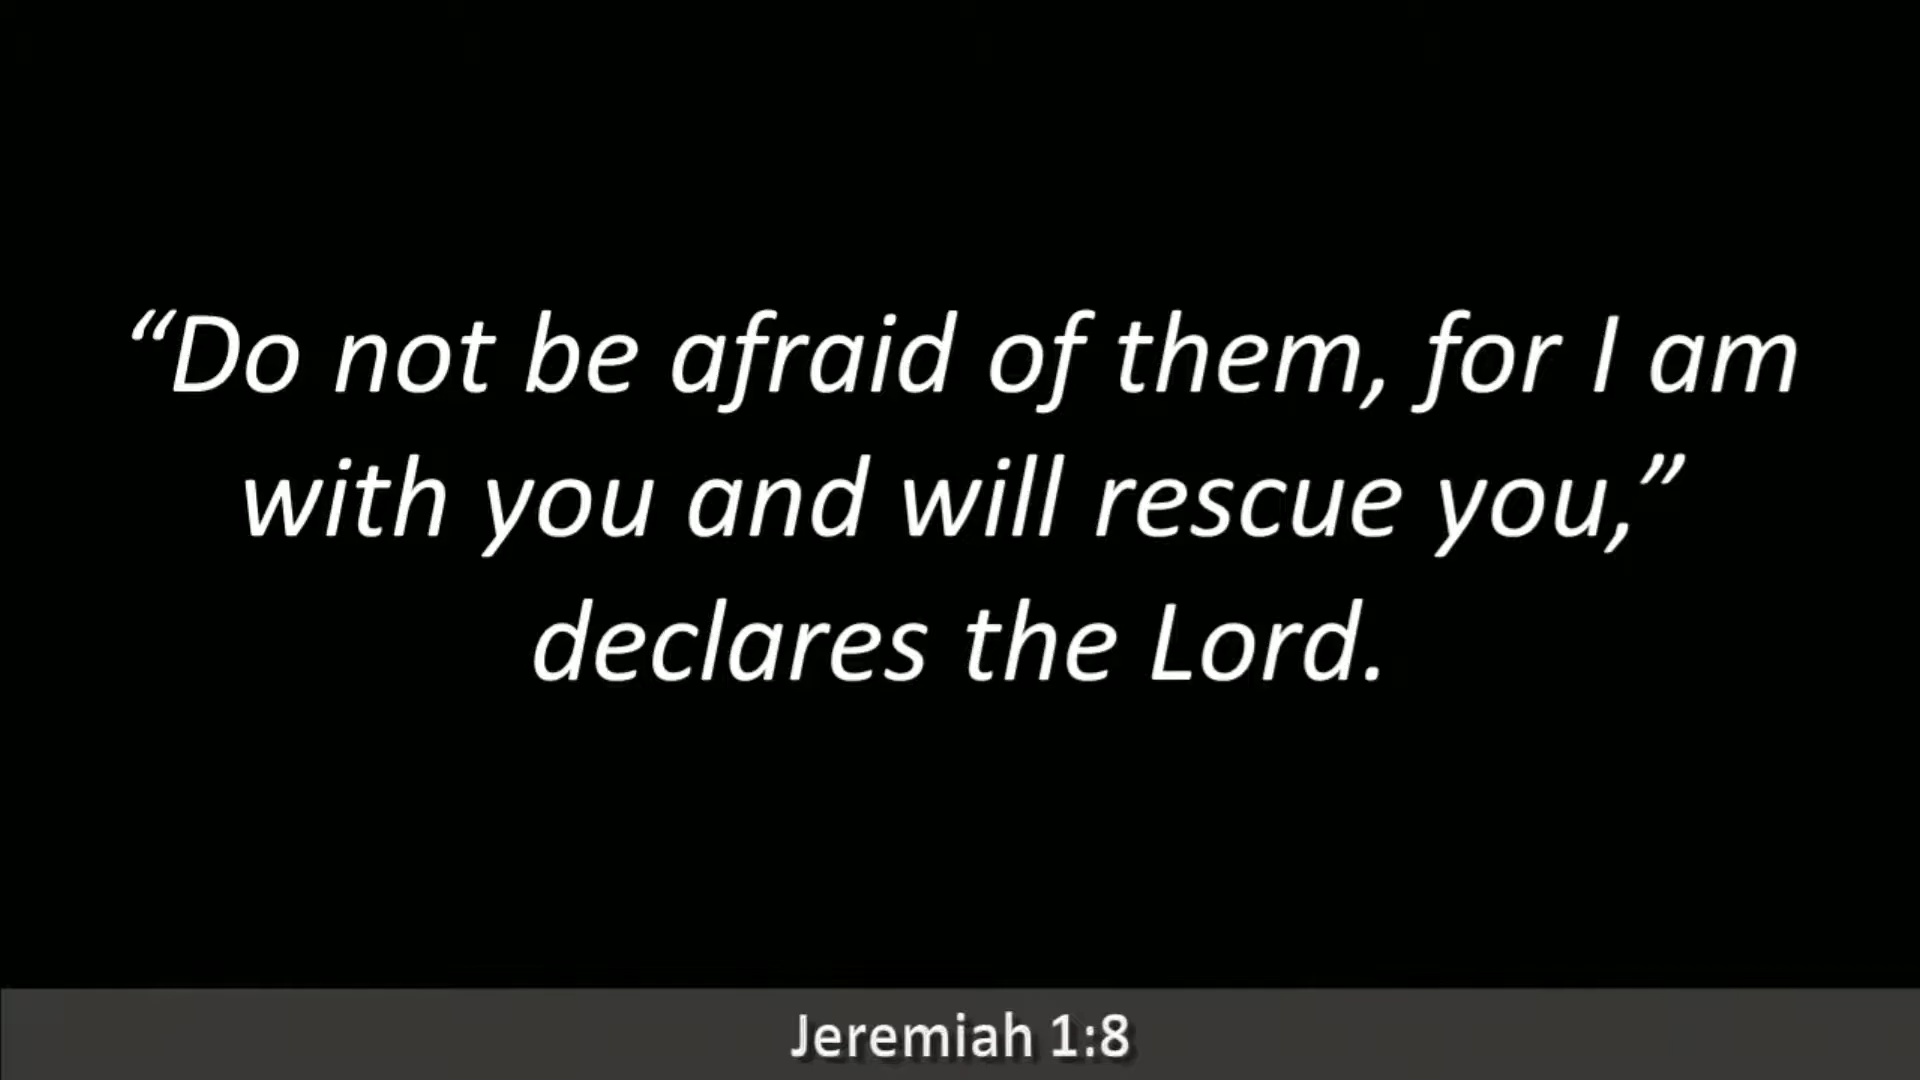 “Do not be afraid of them, for I am
with you and will rescue you,”
declares the Lord.
Jeremiah 1:8